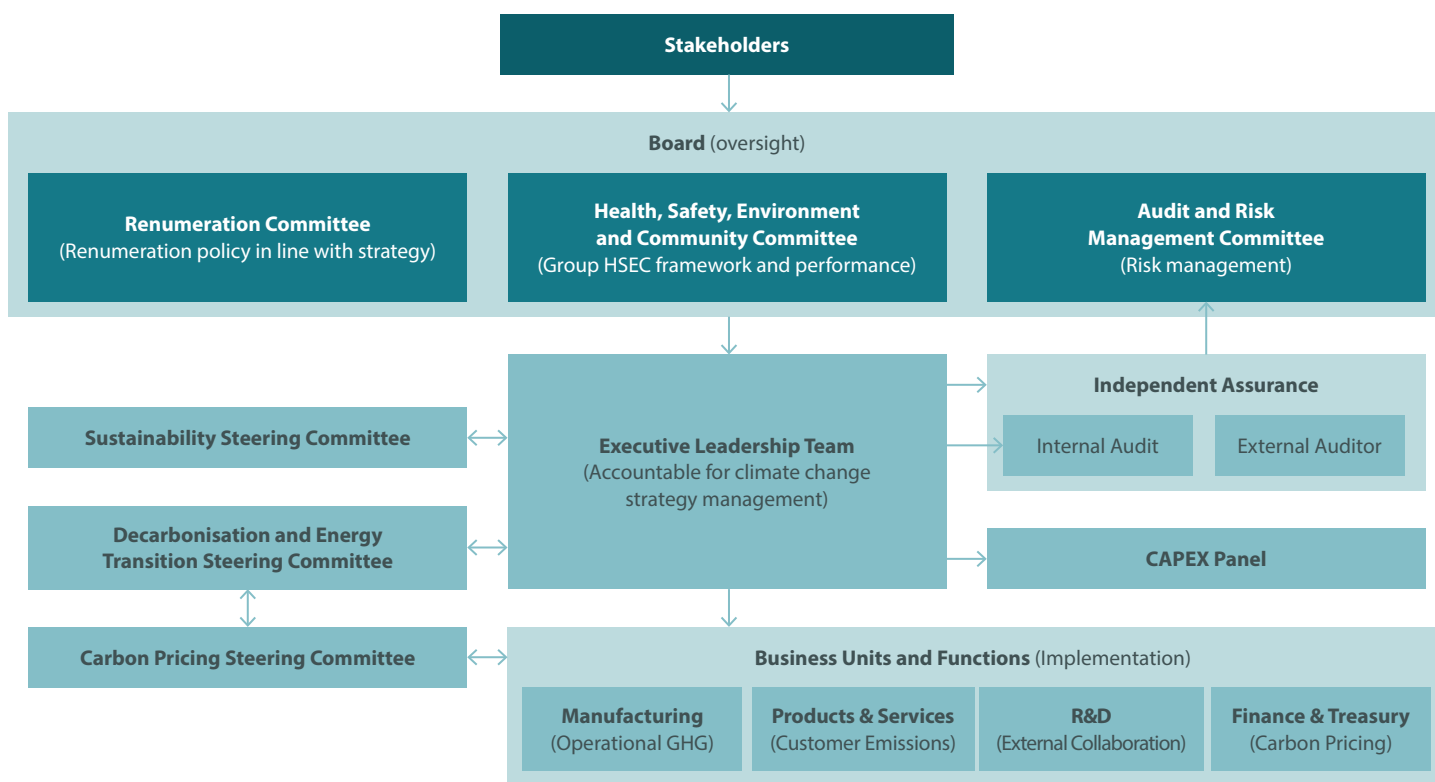 Stakeholders
Board (oversight)
Renumeration Committee
(Renumeration policy in line with strategy)
Health, Safety, Environment
and Community Committee
(Group HSEC framework and performance)
Audit and Risk
Management Committee
(Risk management)
Sustainability Steering Committee
Decarbonisation and Energy
Transition Steering Committee
Carbon Pricing Steering Committee
Executive Leadership Team
(Accountable for climate change
strategy management)
Independent Assurance
Internal Audit
External Auditor
CAPEX Panel
Business Units and Functions (Implementation)
Manufacturing
(Operational GHG)
Products & Services
(Customer Emissions)
R&D
(External Collaboration)
Finance & Treasury
(Carbon Pricing)